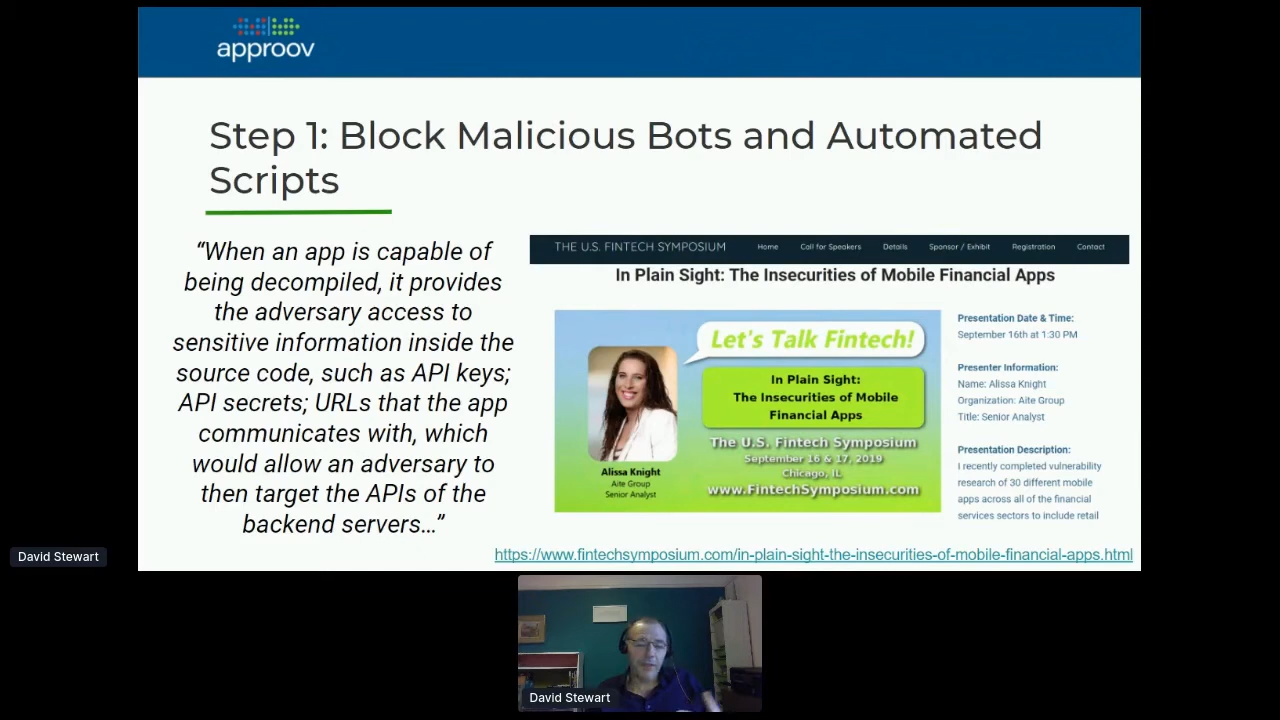 approov
Step 1: Block Malicious Bots and Automated
Scripts
“When an app is capable of
being decompiled, it provides
the adversary access to
sensitive information inside the
source code, such as API keys;
API secrets; URLs that the app
communicates with, which
would allow an adversary to
then target the APIs of the
backend servers…”
THE U.S. FINTECH SYMPOSIUM Home Call for Speakers Details Sponsor / Exhibit Registration Contact
In Plain Sight: The Insecurities of Mobile Financial Apps
Let's Talk Fintech!
In Plain Sight:
The Insecurities of Mobile
Financial Apps
The U.S. Fintech Symposium
September 16 & 17, 2019
Chicago, IL
www.FintechSymposium.com
Alissa Knight
Aite Group
Senior Analyst
Presentation Date & Time:
September 16th at 1:30 PM
Presenter Information:
Name: Alissa Knight
Organization: Aite Group
Title: Senior Analyst
Presentation Description:
I recently completed vulnerability
research of 30 different mobile
apps across all of the financial
services sectors to include retail
https://www.fintechsymposium.com/in-plain-sight-the-insecurities-of-mobile-financial-apps.html
David Stewart
David Stewart